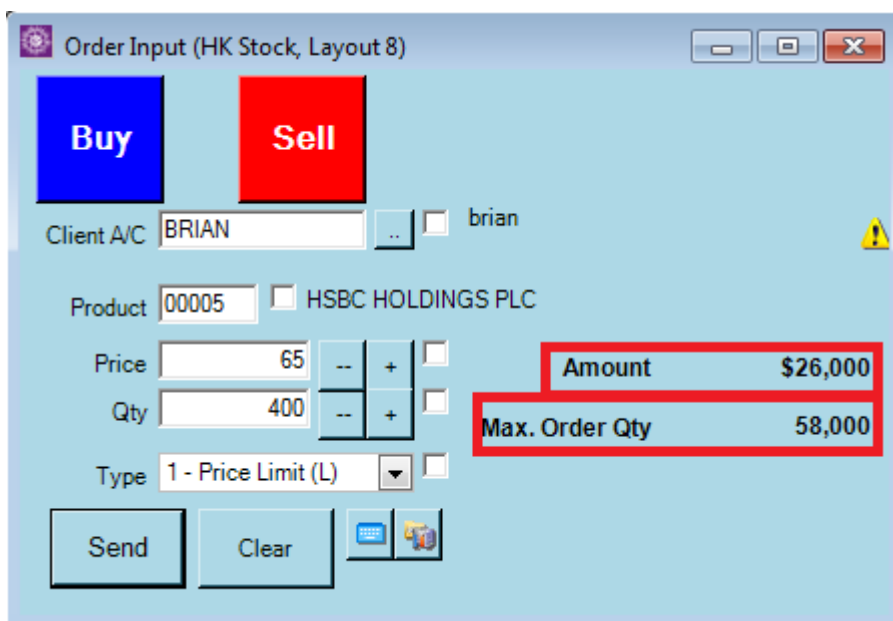 Order Input (HK Stock, Layout 8)
Buy Sell
Client A/C BRIAN .. brian
Product 00005 HSBC HOLDINGS PLC
Price 65 -- + Amount $26,000
Qty 400 -- + Max. Order Qty 58,000
Type 1 - Price Limit (L)
Send Clear